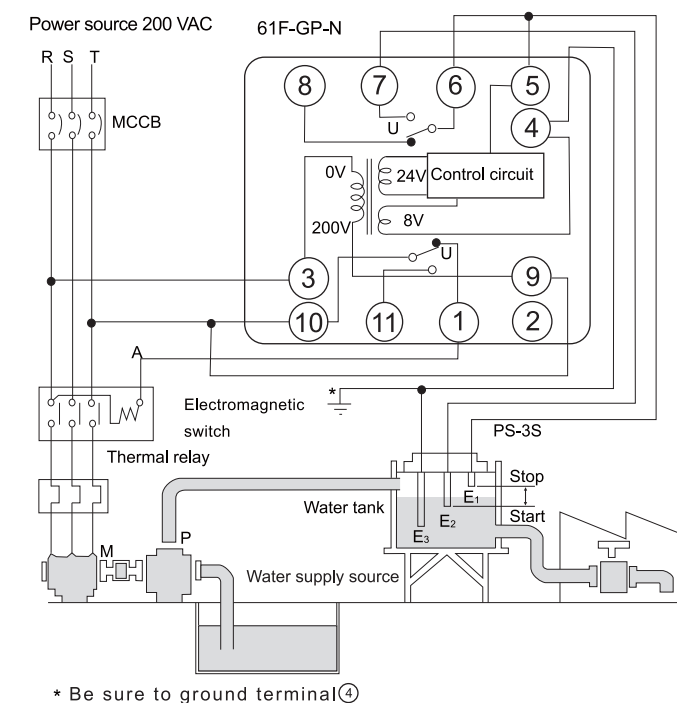 Power source 200 VAC
61F-GP-N
R S T
MCCB
8
7
6
5
4
U
0V
24V
Control circuit
200V
8V
U
3
9
10
11
1
2
A
*
Electromagnetic
switch
PS-3S
Thermal relay
Stop
E1
Water tank
E2
Start
E3
M
P
Water supply source
* Be sure to ground terminal④